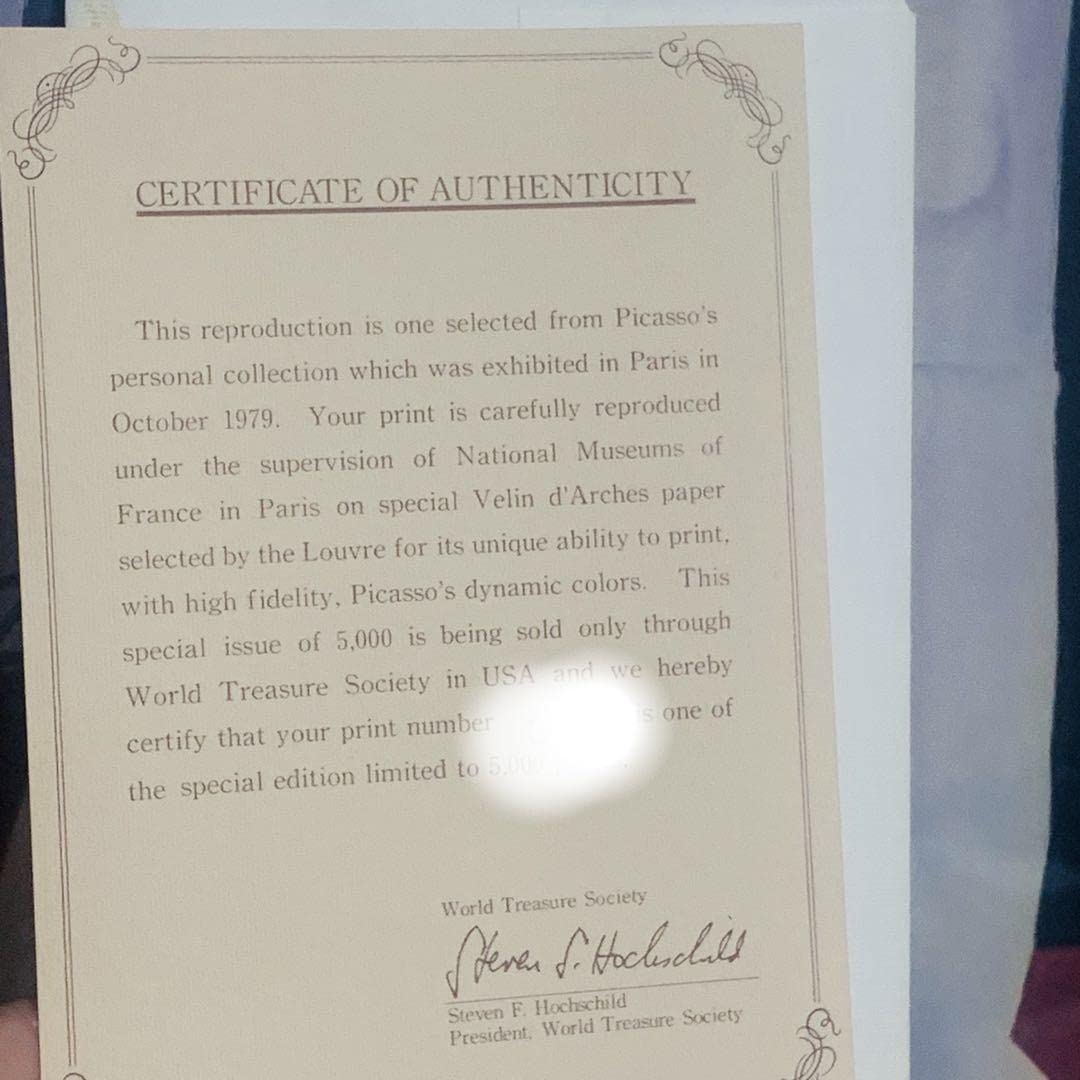 CERTIFICATE OF AUTHENTICITY
This reproduction is one selected from Picasso's
personal collection which was exhibited in Paris in
October 1979. Your print is carefully reproduced
under the supervision of National Museums of
France in Paris on special Velin d'Arches paper
selected by the Louvre for its unique ability to print,
with high fidelity, Picasso's dynamic colors. This
special issue of 5,000 is being sold only through
World Treasure Society in USA and we hereby
certify that your print number is one of
the special edition limited to 5,000
World Treasure Society
Steven F. Hochschild
Steven F. Hochschild
President, World Treasure Society